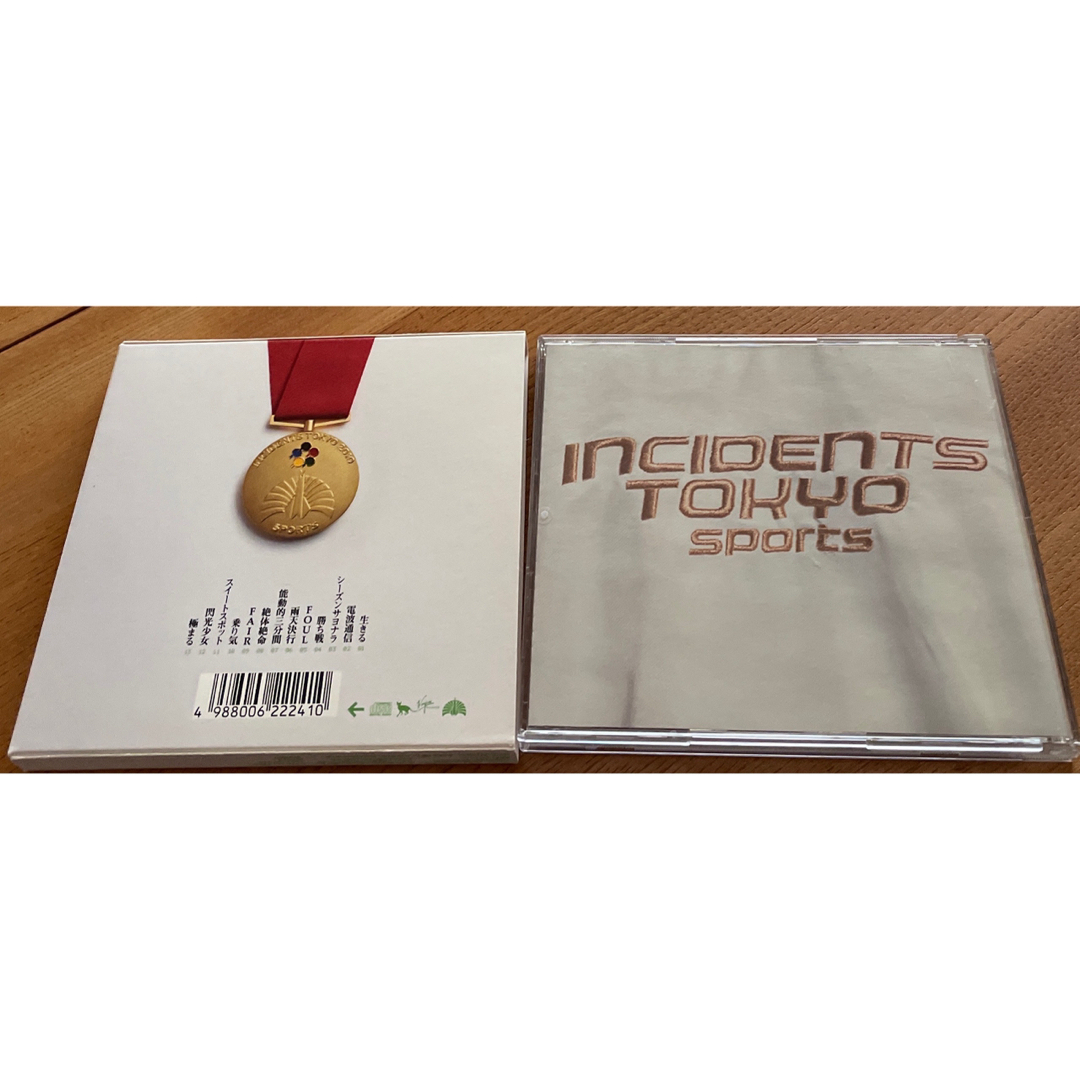 INCIDENTS TOKYO 2010
SPORTS
生きる
電波通信
シーズンサヨナラ
勝ち戦
FOUL
雨天決行
能動的三分間
絶体絶命
FAIR
乗り気
スイートスポット
閃光少女
極まる
4 988006 222410
INCIDENTS
TOKYO
sports